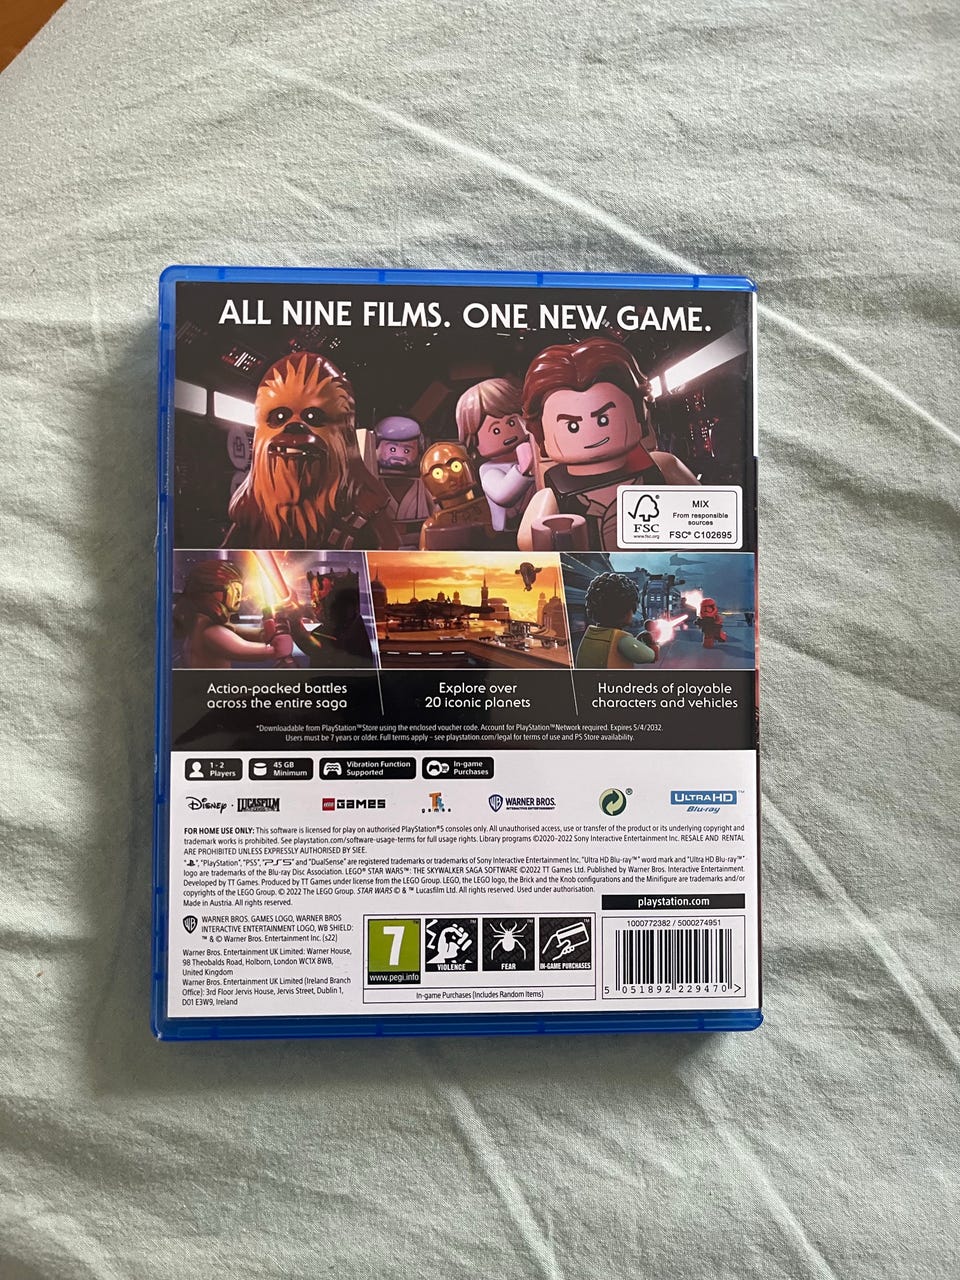 ALL NINE FILMS. ONE NEW GAME.
FSC
www.fsc.org
MIX
From responsible
sources
FSC® C102695
Action-packed battles
across the entire saga
Explore over
20 iconic planets
Hundreds of playable
characters and vehicles
*Downloadable from PlayStation™Store using the enclosed voucher code. Account for PlayStation™Network required. Expires 5/4/2032.
Users must be 7 years or older. Full terms apply – see playstation.com/legal for terms of use and PS Store availability.
1 - 2
Players
45 GB
Minimum
Vibration Function
Supported
In-game
Purchases
Disney · LUCASFILM
LEGO GAMES
TT games
WB WARNER BROS.
INTERACTIVE ENTERTAINMENT
®
ULTRA HD™
Blu-ray
FOR HOME USE ONLY: This software is licensed for play on authorised PlayStation®5 consoles only. All unauthorised access, use or transfer of the product or its underlying copyright and
trademark works is prohibited. See playstation.com/software-usage-terms for full usage rights. Library programs ©2020–2022 Sony Interactive Entertainment Inc. RESALE AND RENTAL
ARE PROHIBITED UNLESS EXPRESSLY AUTHORISED BY SIEE.
"PlayStation", "PS5", "PS5" and "DualSense" are registered trademarks or trademarks of Sony Interactive Entertainment Inc. "Ultra HD Blu-ray™" word mark and "Ultra HD Blu-ray™"
logo are trademarks of the Blu-ray Disc Association. LEGO® STAR WARS™: THE SKYWALKER SAGA SOFTWARE ©2022 TT Games Ltd. Published by Warner Bros. Interactive Entertainment.
Developed by TT Games. Produced by TT Games under license from the LEGO Group. LEGO, the LEGO logo, the Brick and the Knob configurations and the Minifigure are trademarks and/or
copyrights of the LEGO Group. © 2022 The LEGO Group. STAR WARS © & ™ Lucasfilm Ltd. All rights reserved. Used under authorisation.
Made in Austria. All rights reserved.
playstation.com
WB WARNER BROS. GAMES LOGO, WARNER BROS
INTERACTIVE ENTERTAINMENT LOGO, WB SHIELD:
™ & © Warner Bros. Entertainment Inc. (s22)
Warner Bros. Entertainment UK Limited: Warner House,
98 Theobalds Road, Holborn, London WC1X 8WB,
United Kingdom
Warner Bros. Entertainment UK Limited (Ireland Branch
Office): 3rd Floor Jervis House, Jervis Street, Dublin 1,
D01 E3W9, Ireland
7
www.pegi.info
VIOLENCE
FEAR
IN-GAME PURCHASES
In-game Purchases (Includes Random Items)
1000772382 / 5000274951
5 051892 229470 >